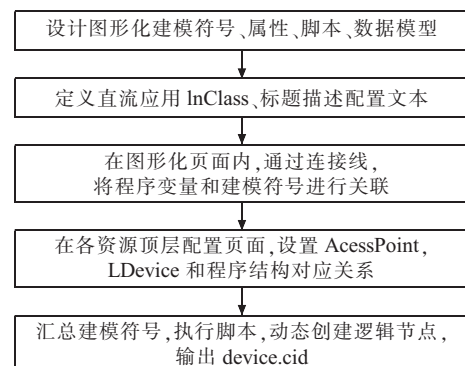 设计图形化建模符号、属性、脚本、数据模型
定义直流应用 lnClass、标题描述配置文本
在图形化页面内,通过连接线,
将程序变量和建模符号进行关联
在各资源顶层配置页面,设置 AcessPoint,
LDevice 和程序结构对应关系
汇总建模符号,执行脚本,动态创建逻辑节点,
输出 device.cid